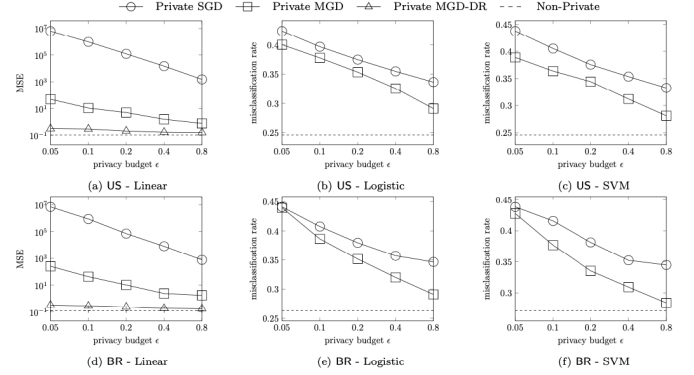 Private SGD Private MGD Private MGD-DR Non-Private
10^7
10^5
10^3
10^1
10^-1
MSE
0.05 0.1 0.2 0.4 0.8
privacy budget ϵ
(a) US - Linear
0.4
0.35
0.3
0.25
misclassification rate
0.05 0.1 0.2 0.4 0.8
privacy budget ϵ
(b) US - Logistic
0.45
0.4
0.35
0.3
0.25
misclassification rate
0.05 0.1 0.2 0.4 0.8
privacy budget ϵ
(c) US - SVM
10^7
10^5
10^3
10^1
10^-1
MSE
0.05 0.1 0.2 0.4 0.8
privacy budget ϵ
(d) BR - Linear
0.45
0.4
0.35
0.3
0.25
misclassification rate
0.05 0.1 0.2 0.4 0.8
privacy budget ϵ
(e) BR - Logistic
0.45
0.4
0.35
0.3
misclassification rate
0.05 0.1 0.2 0.4 0.8
privacy budget ϵ
(f) BR - SVM